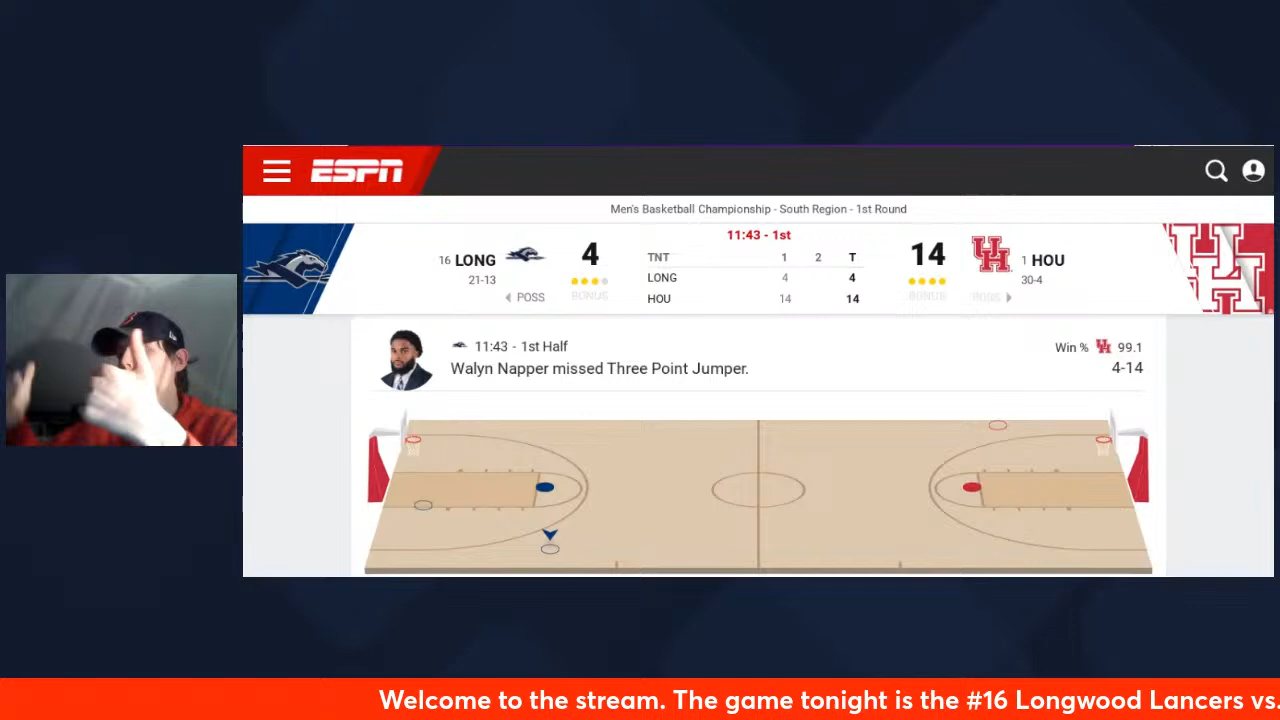 ESPN
Men's Basketball Championship - South Region - 1st Round
16 LONG
21-13
POSS
4
BONUS
11:43 - 1st
TNT 1 2 T
LONG 4 4
HOU 14 14
14
BONUS
1 HOU
30-4
POSS
11:43 - 1st Half
Walyn Napper missed Three Point Jumper.
Win % 99.1
4-14
Welcome to the stream. The game tonight is the #16 Longwood Lancers vs.